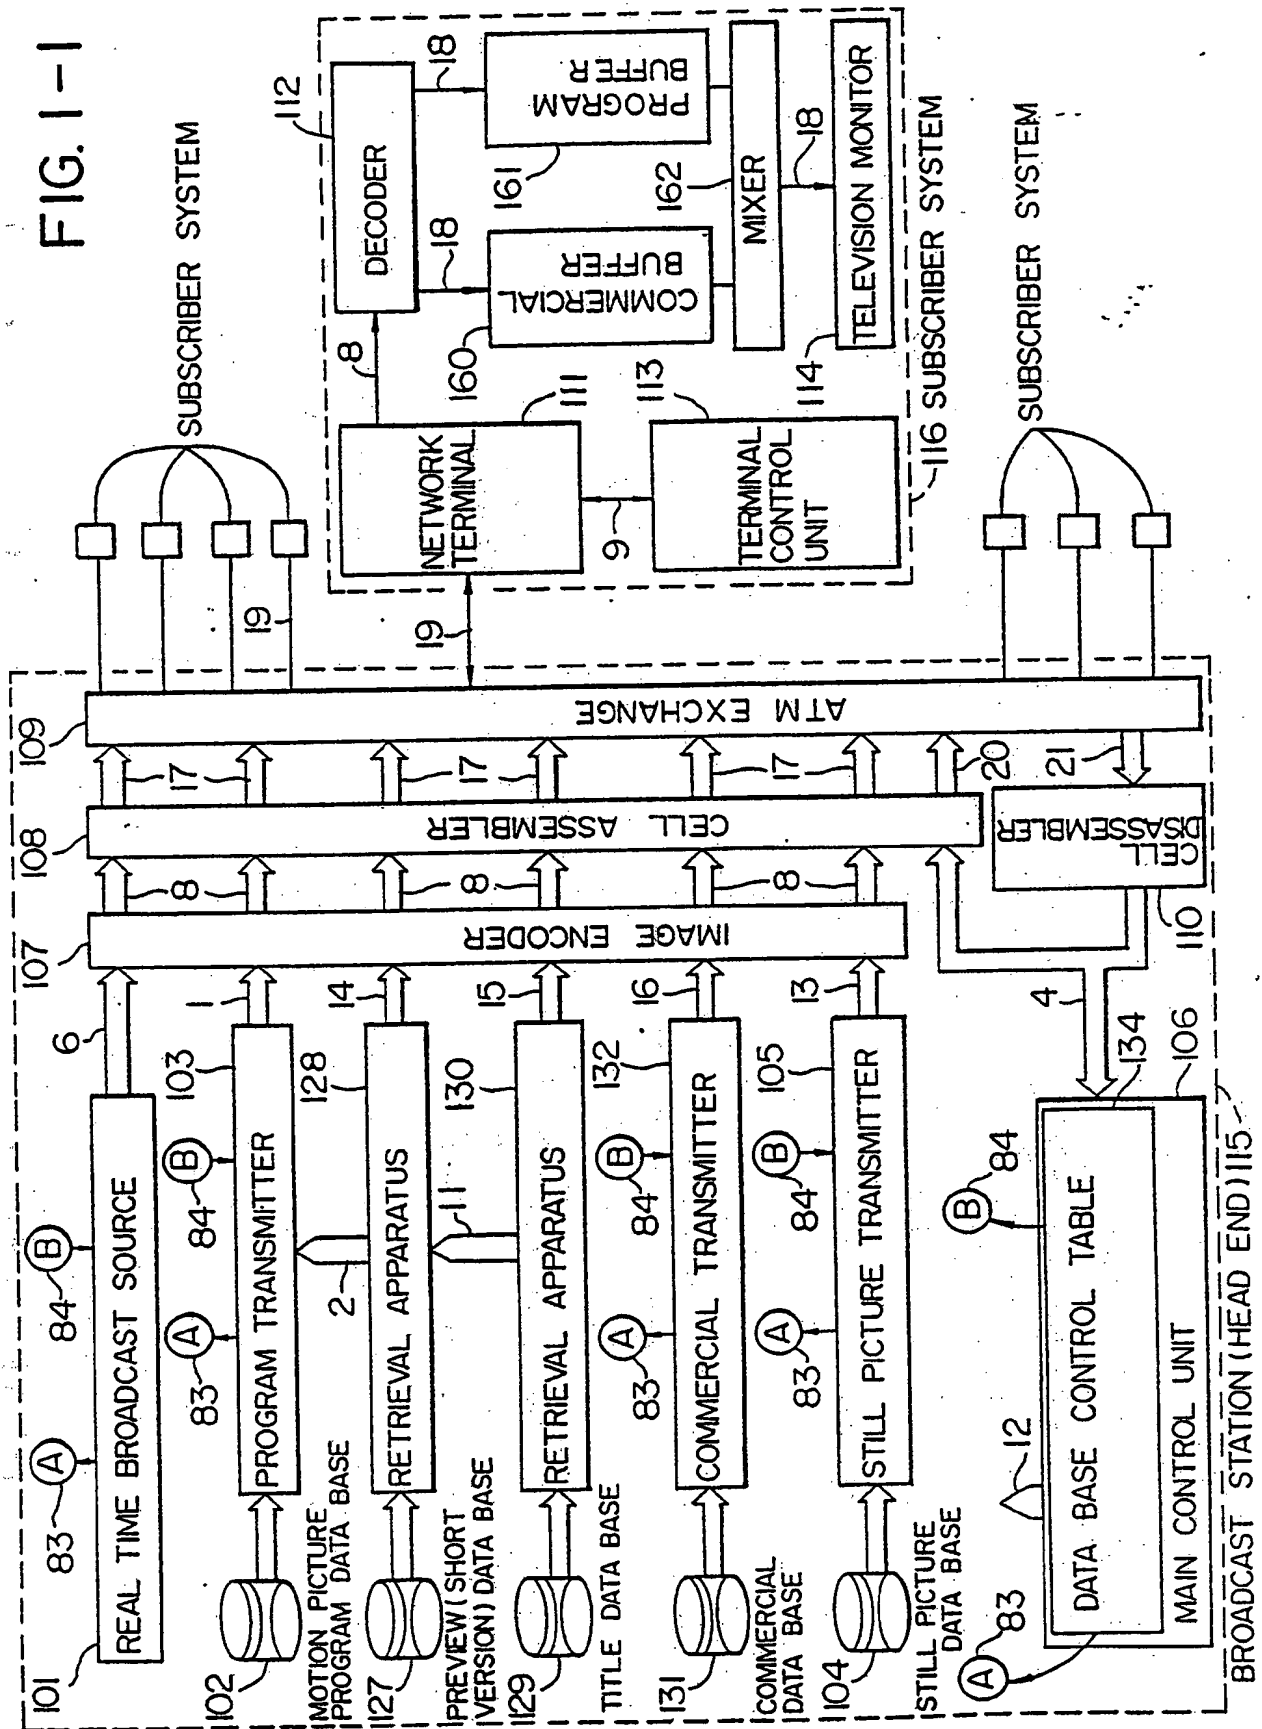 FIG. 1-1
101
83
A
84
B
REAL TIME BROADCAST SOURCE
6
107
108
109
8
17
IMAGE ENCODER
CELL ASSEMBLER
ATM EXCHANGE
19
SUBSCRIBER SYSTEM
102
MOTION PICTURE
PROGRAM DATA BASE
83
A
84
B
103
PROGRAM TRANSMITTER
1
2
127
PREVIEW (SHORT
VERSION) DATA BASE
128
RETRIEVAL APPARATUS
14
8
17
11
129
TITLE DATA BASE
130
RETRIEVAL APPARATUS
15
131
COMMERCIAL
DATA BASE
83
A
84
B
132
COMMERCIAL TRANSMITTER
16
8
17
104
STILL PICTURE
DATA BASE
83
A
84
B
105
STILL PICTURE TRANSMITTER
13
20
21
CELL
DISASSEMBLER
110
4
83
A
12
84
B
134
106
DATA BASE CONTROL TABLE
MAIN CONTROL UNIT
BROADCAST STATION (HEAD END) 115
19
NETWORK
TERMINAL
111
8
112
DECODER
18
18
160
COMMERCIAL
BUFFER
161
PROGRAM
BUFFER
9
TERMINAL
CONTROL
UNIT
113
162
MIXER
18
114
TELEVISION MONITOR
116 SUBSCRIBER SYSTEM
SUBSCRIBER SYSTEM